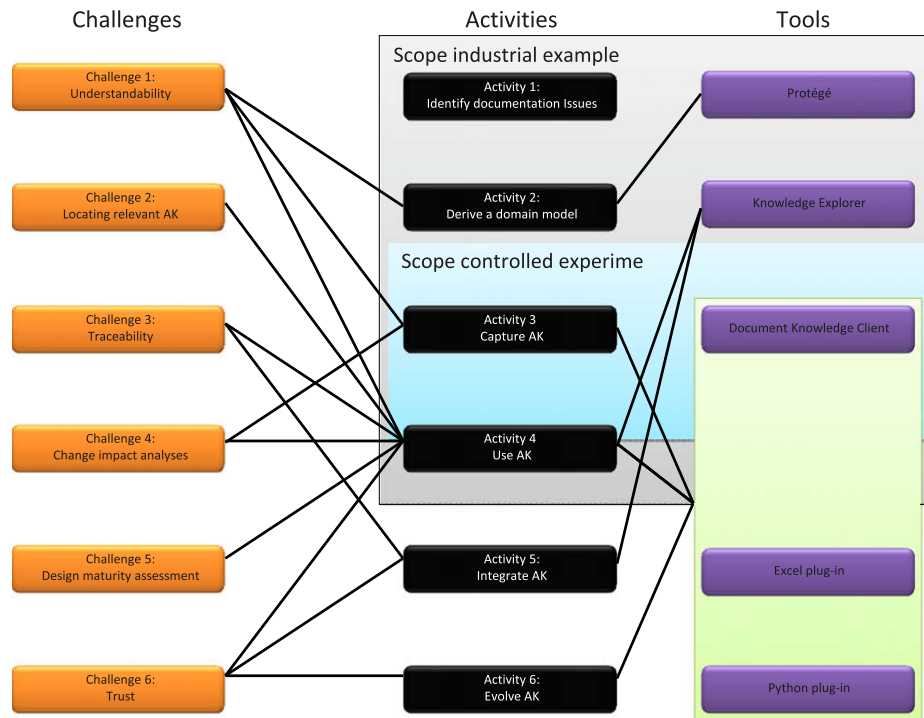 Challenges
Activities
Tools
Scope industrial example
Challenge 1:
Understandability
Activity 1:
Identify documentation Issues
Protégé
Challenge 2:
Locating relevant AK
Activity 2:
Derive a domain model
Knowledge Explorer
Scope controlled experime
Challenge 3:
Traceability
Activity 3
Capture AK
Document Knowledge Client
Challenge 4:
Change impact analyses
Activity 4
Use AK
Challenge 5:
Design maturity assessment
Activity 5:
Integrate AK
Excel plug-in
Challenge 6:
Trust
Activity 6:
Evolve AK
Python plug-in